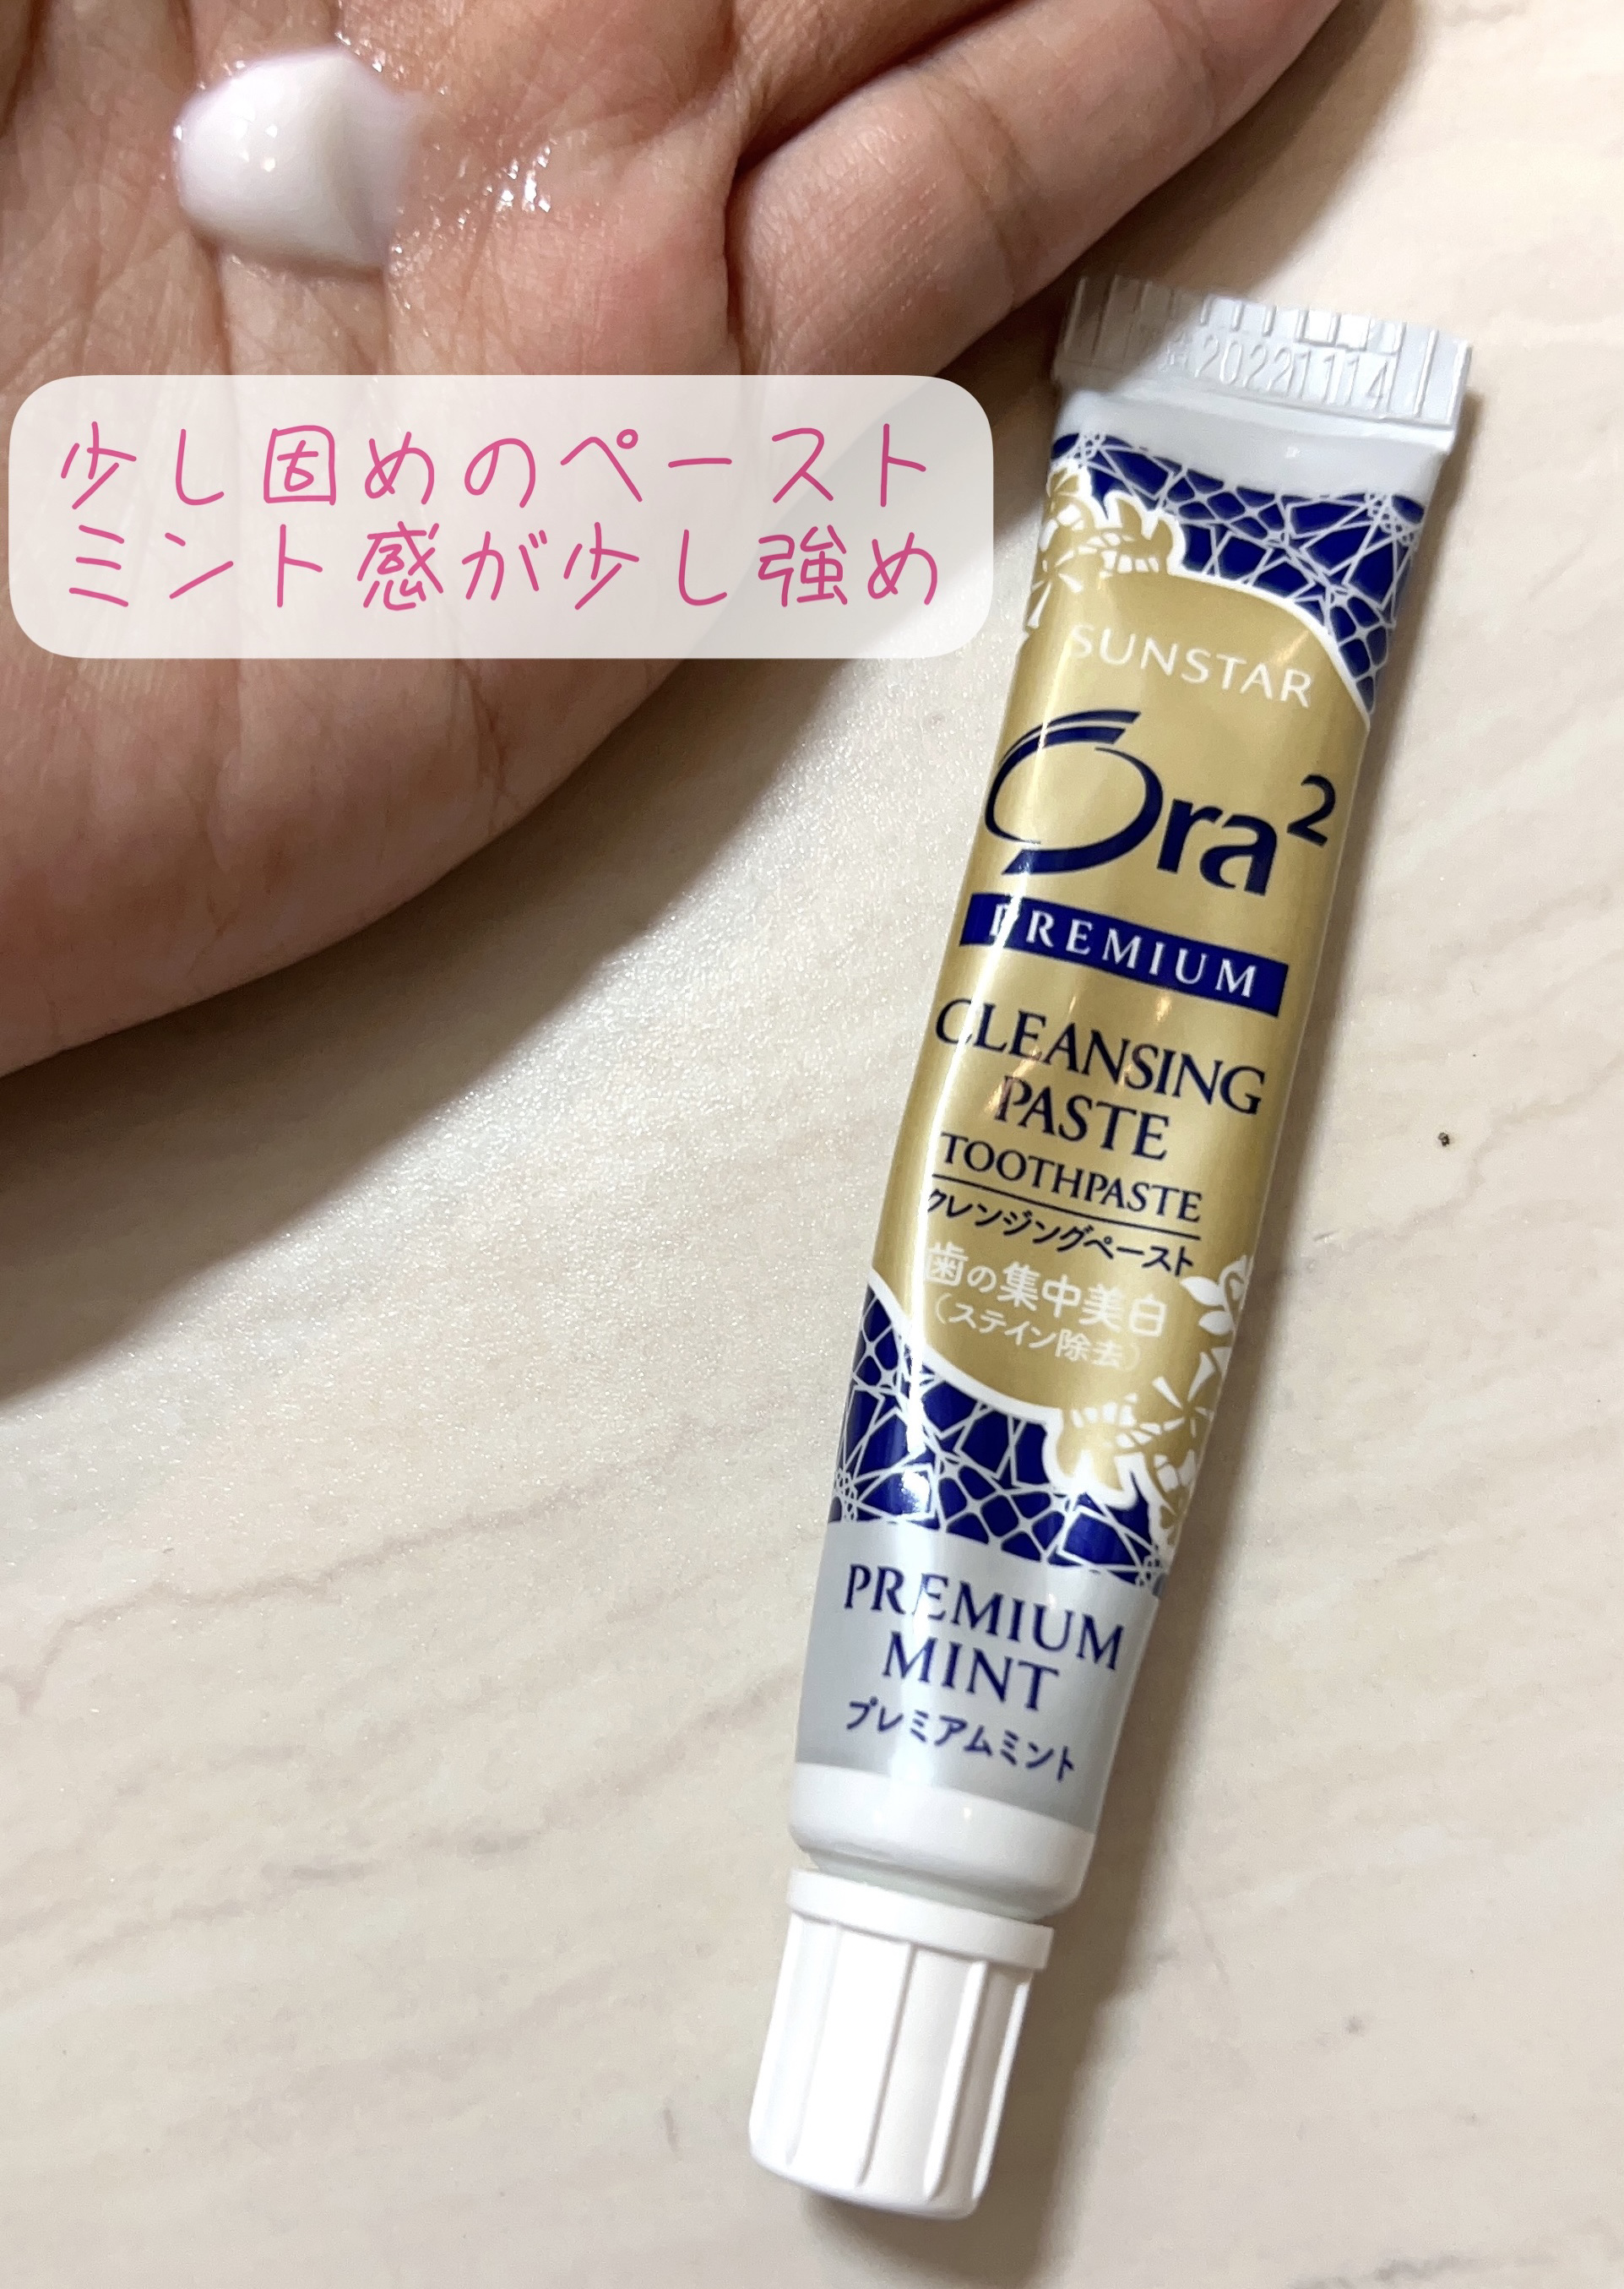 少し固めのペースト
ミント感が少し強め
20221114
SUNSTAR
Ora²
PREMIUM
CLEANSING
PASTE
TOOTHPASTE
クレンジングペースト
歯の集中美白
（ステイン除去）
PREMIUM
MINT
プレミアムミント